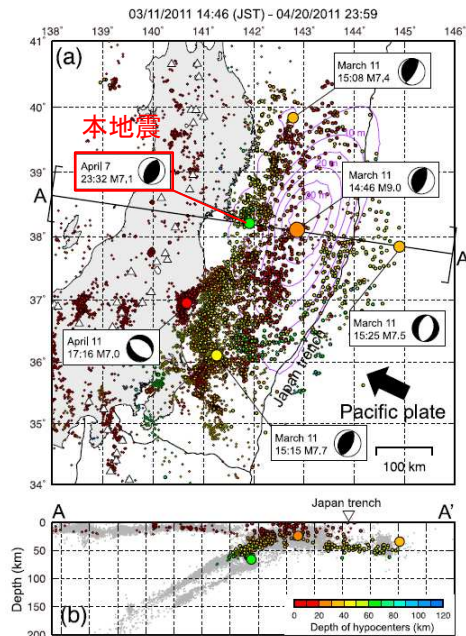 03/11/2011 14:46 (JST) - 04/20/2011 23:59
138° 139° 140° 141° 142° 143° 144° 145° 146°
41°
(a)
March 11
15:08 M7.4
40°
本地震
10 m
April 7
23:32 M7.1
March 11
14:46 M9.0
39°
A
38°
A'
37°
April 11
17:16 M7.0
March 11
15:25 M7.5
36°
Japan trench
Pacific plate
35°
March 11
15:15 M7.7
100 km
34°
A
Japan trench
A'
Depth (km)
0
50
100
150
200
(b)
0 20 40 60 80 100 120
Depth of hypocenters (km)